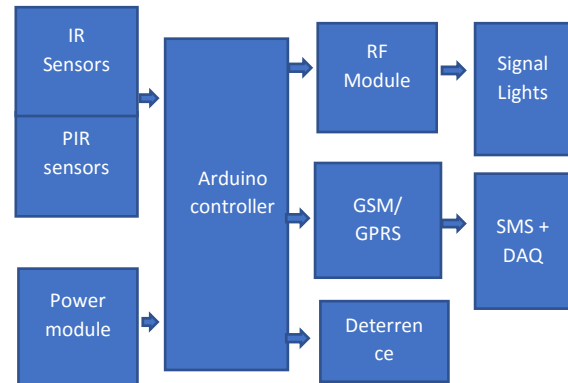 IR
Sensors
PIR
sensors
Power
module
Arduino
controller
RF
Module
Signal
Lights
GSM/
GPRS
SMS +
DAQ
Deterren
ce